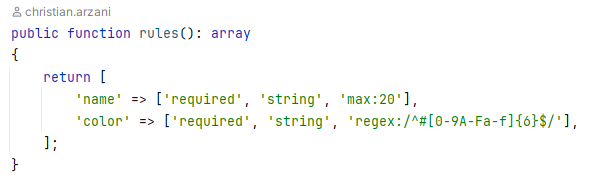 christian.arzani
public function rules(): array
{
    return [
        'name' => ['required', 'string', 'max:20'],
        'color' => ['required', 'string', 'regex:/^#[0-9A-Fa-f]{6}$/'],
    ];
}